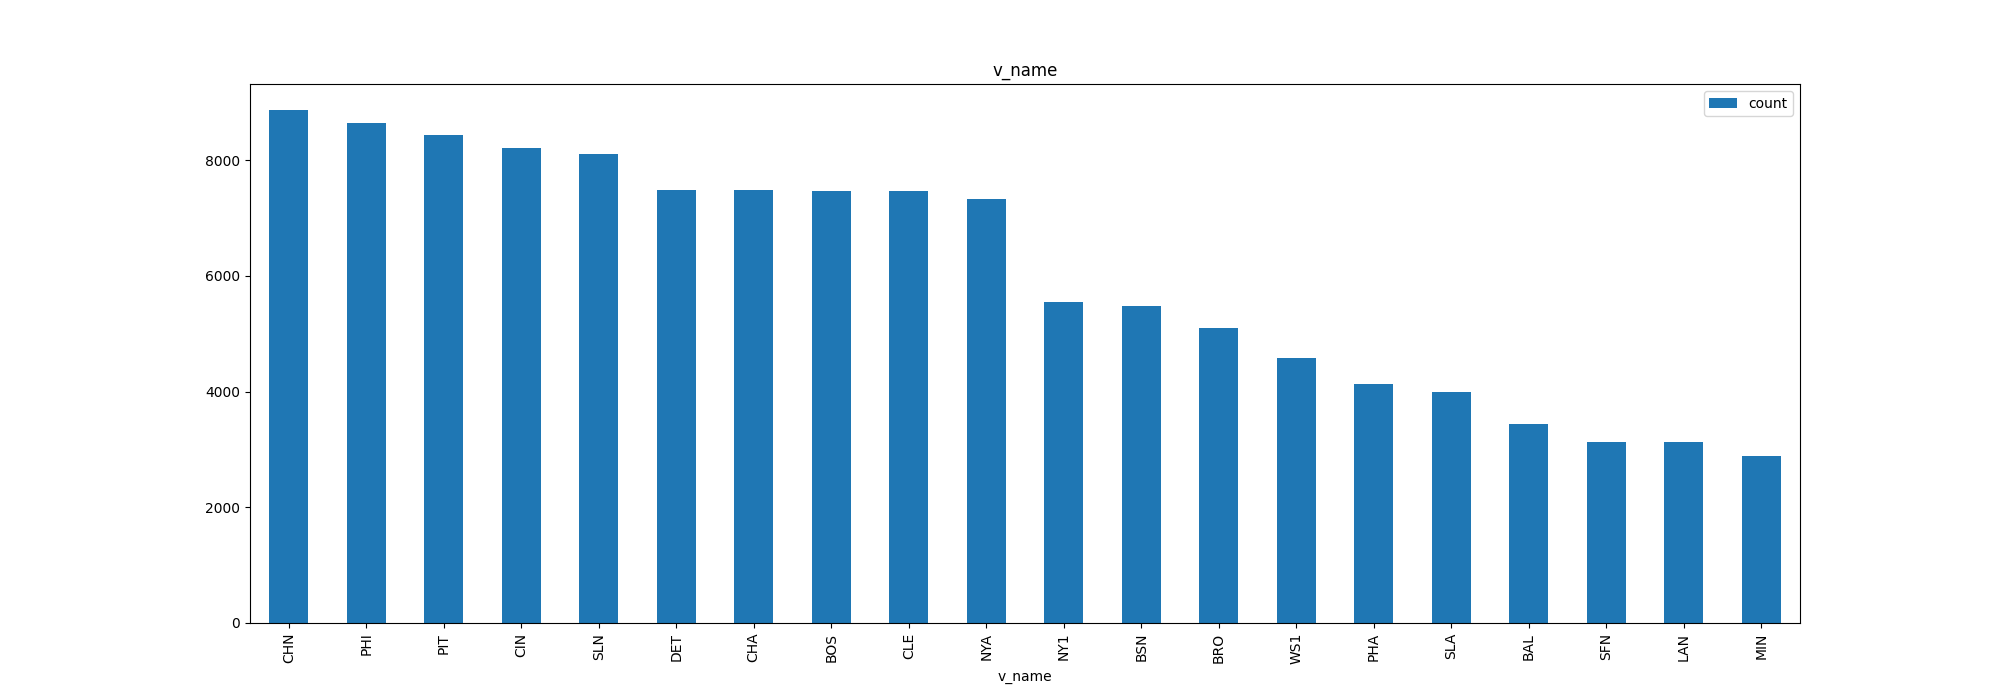 v_name
count
8000
6000
4000
2000
0
CHN
PHI
PIT
CIN
SLN
DET
CHA
BOS
CLE
NYA
NY1
BSN
BRO
WS1
PHA
SLA
BAL
SFN
LAN
MIN
v_name